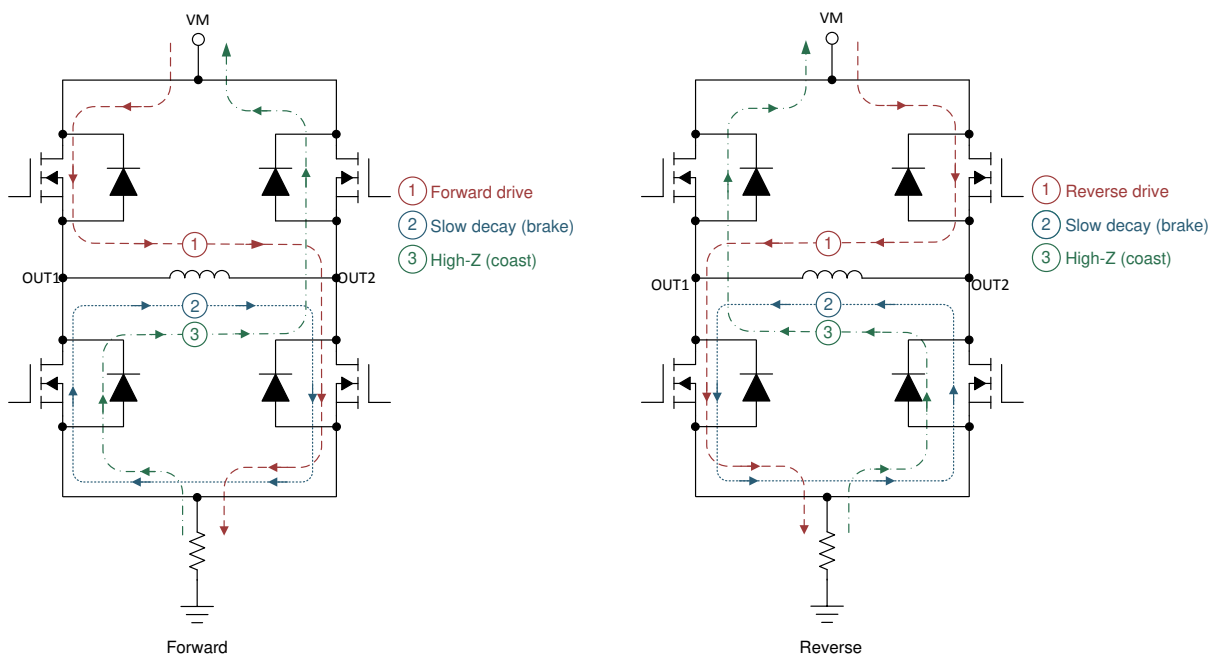 VM
1 Forward drive
2 Slow decay (brake)
3 High-Z (coast)
1
OUT1
OUT2
2
3
Forward
VM
1 Reverse drive
2 Slow decay (brake)
3 High-Z (coast)
1
OUT1
OUT2
2
3
Reverse